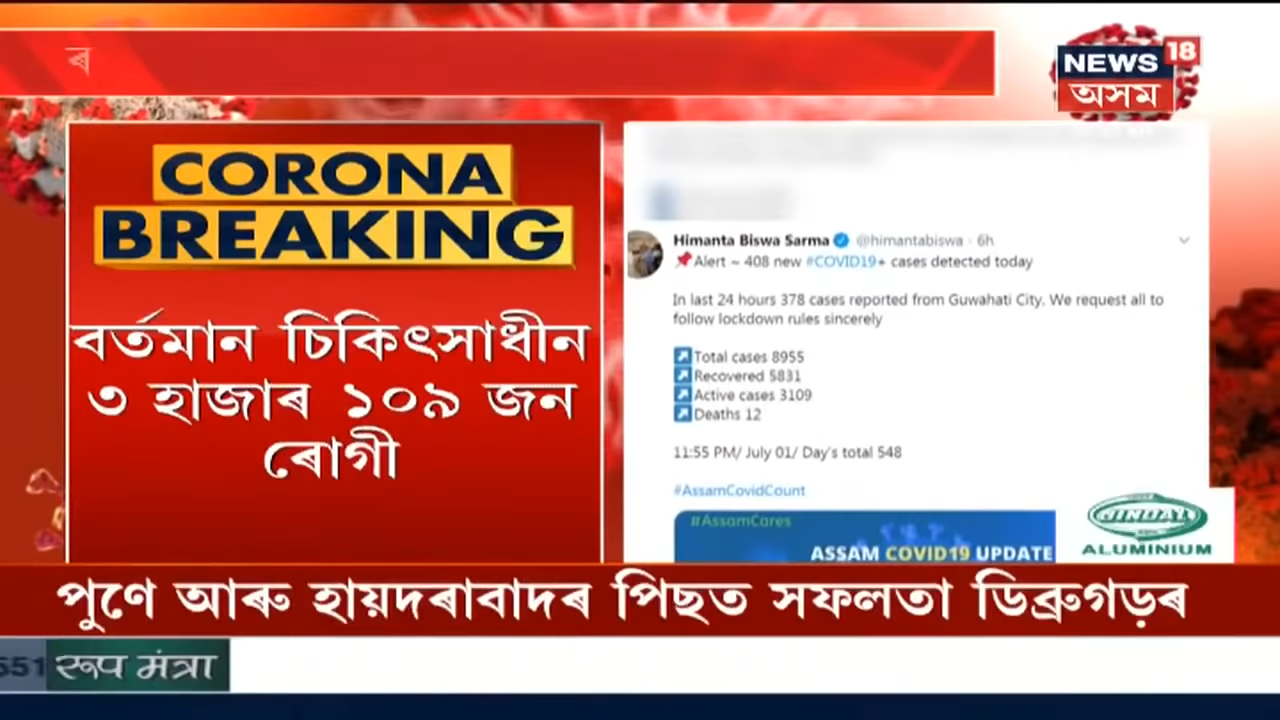 ৰ
NEWS 18
অসম
CORONA
BREAKING
বৰ্তমান চিকিৎসাধীন
৩ হাজাৰ ১০৯ জন
ৰোগী
Himanta Biswa Sarma @himantabiswa · 6h
Alert ~ 408 new #COVID19+ cases detected today
In last 24 hours 378 cases reported from Guwahati City. We request all to
follow lockdown rules sincerely
Total cases 8955
Recovered 5831
Active cases 3109
Deaths 12
11:55 PM/ July 01/ Day's total 548
#AssamCovidCount
#AssamCares
ASSAM COVID19 UPDATE
JINDAL
ALUMINIUM
পুণে আৰু হায়দৰাবাদৰ পিছত সফলতা ডিব্ৰুগড়ৰ
551 রূপ মংত্রা